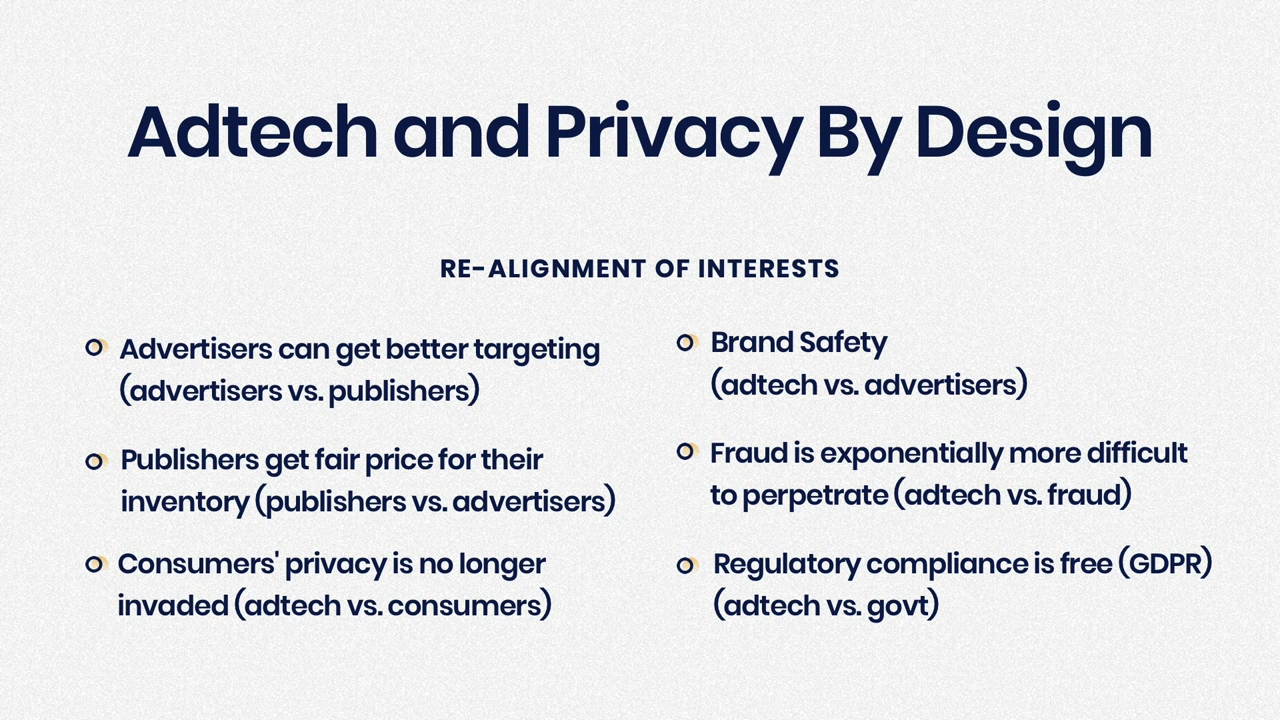 Adtech and Privacy By Design
RE-ALIGNMENT OF INTERESTS
Advertisers can get better targeting
(advertisers vs. publishers)
Publishers get fair price for their
inventory (publishers vs. advertisers)
Consumers' privacy is no longer
invaded (adtech vs. consumers)
Brand Safety
(adtech vs. advertisers)
Fraud is exponentially more difficult
to perpetrate (adtech vs. fraud)
Regulatory compliance is free (GDPR)
(adtech vs. govt)